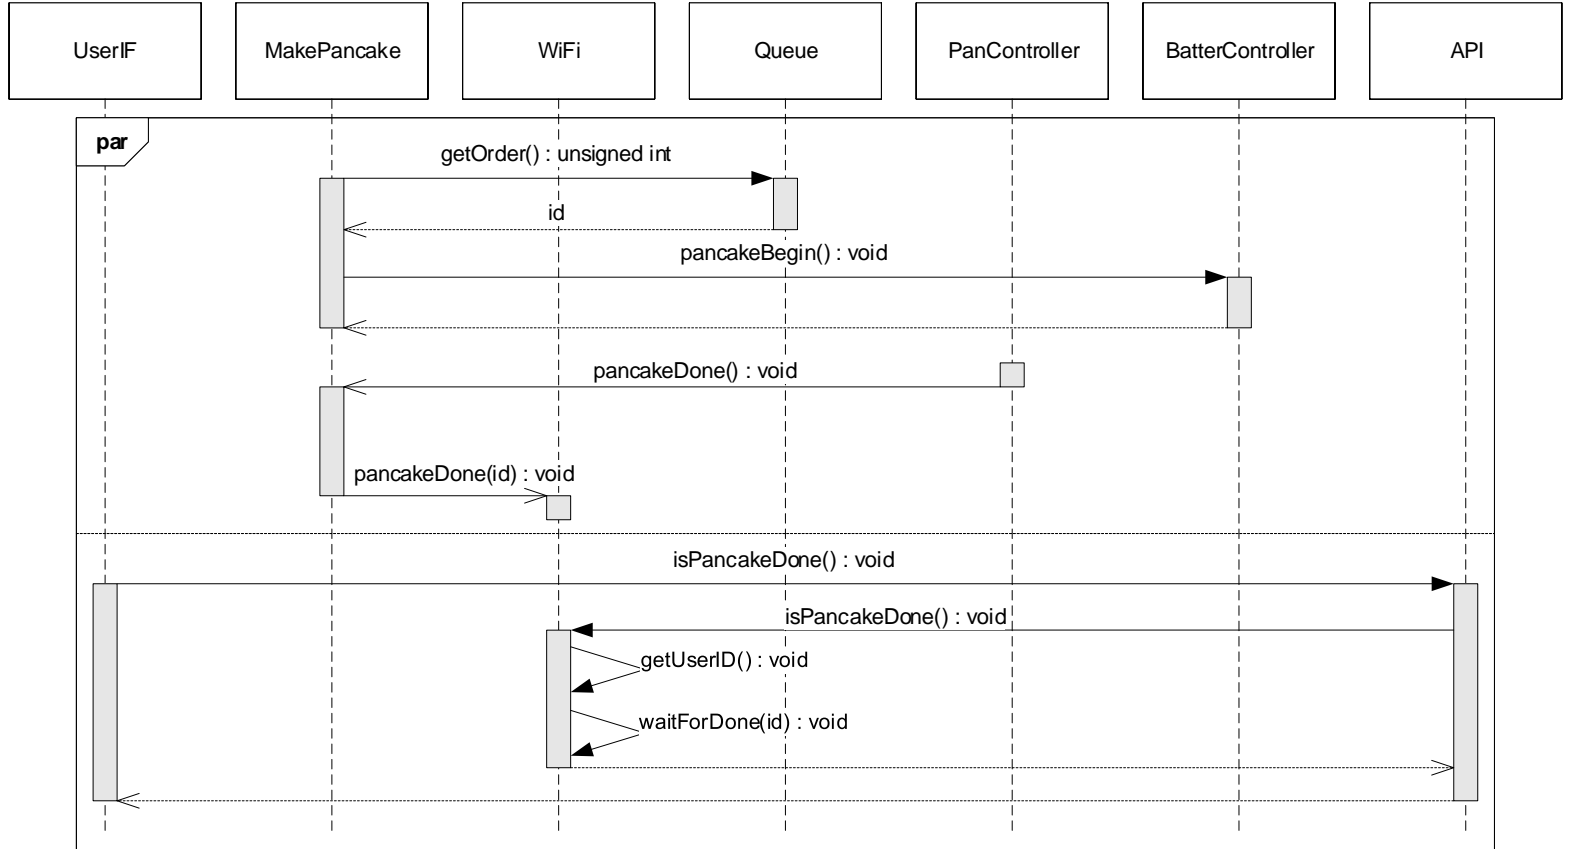 UserIF
MakePancake
WiFi
Queue
PanController
BatterController
API
par
getOrder() : unsigned int
id
pancakeBegin() : void
pancakeDone() : void
pancakeDone(id) : void
isPancakeDone() : void
isPancakeDone() : void
getUserID() : void
waitForDone(id) : void